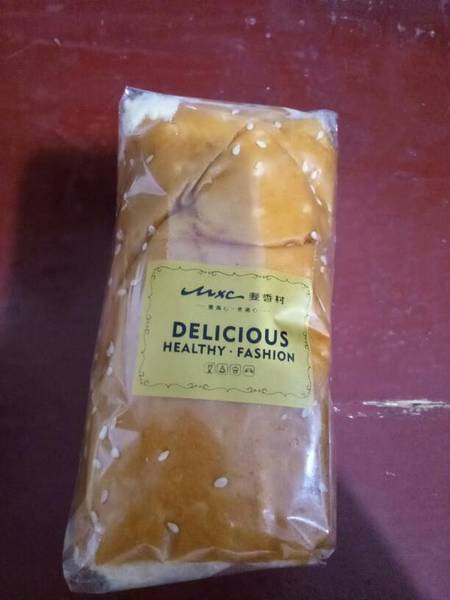 mxc 麦香村
DELICIOUS
HEALTHY · FASHION